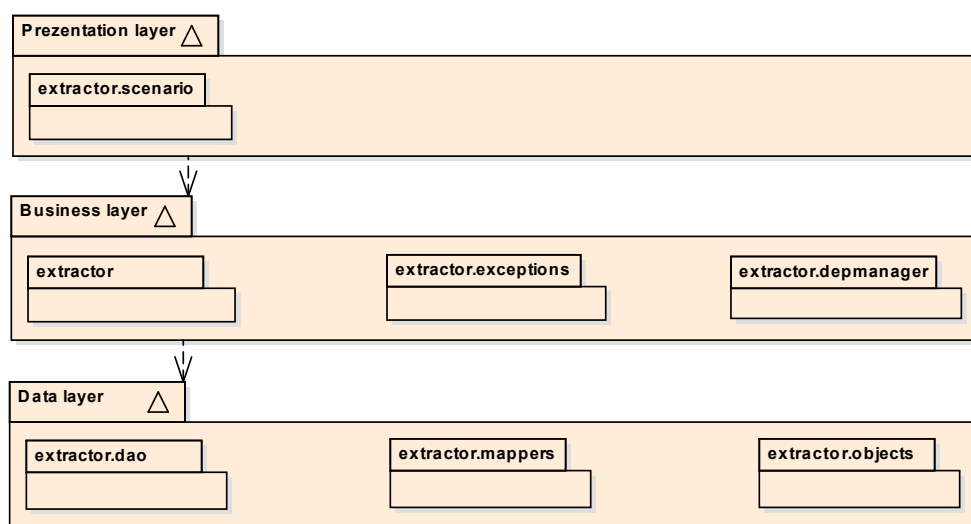 Prezentation layer
extractor.scenario
Business layer
extractor
extractor.exceptions
extractor.depmanager
Data layer
extractor.dao
extractor.mappers
extractor.objects